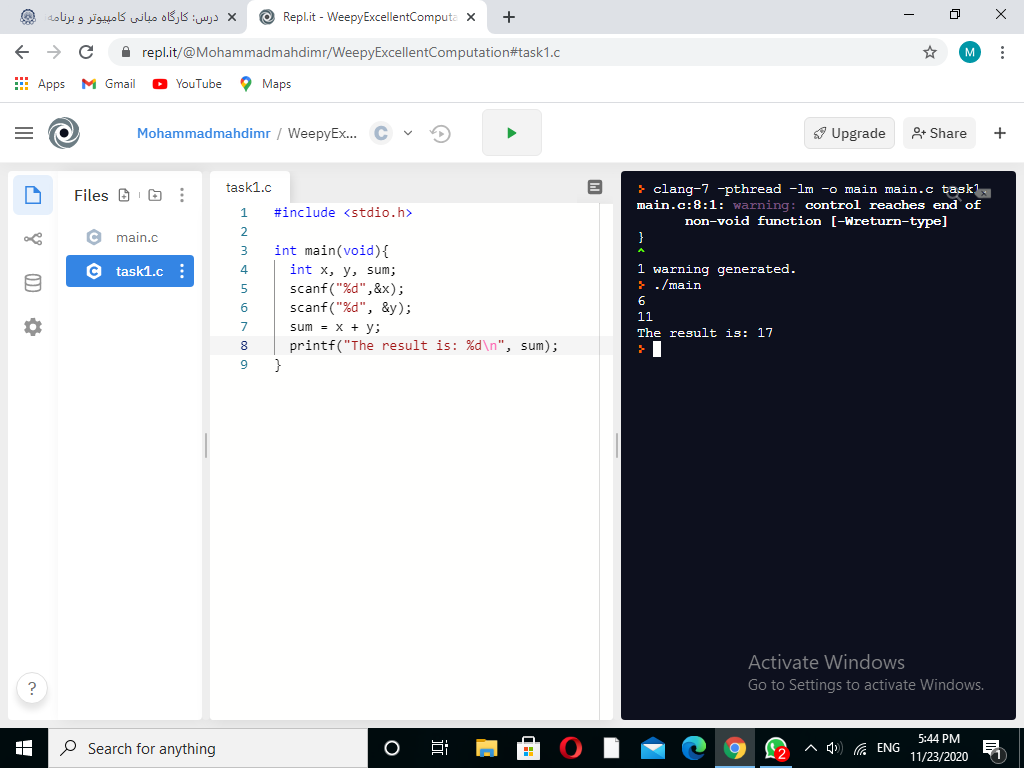 درس: کارگاه مبانی کامپیوتر و برنامه
Repl.it - WeepyExcellentComputa
repl.it/@Mohammadmahdimr/WeepyExcellentComputation#task1.c
M
Apps Gmail YouTube Maps
Mohammadmahdimr / WeepyEx... C
Upgrade Share
Files
main.c
task1.c
task1.c
1 #include <stdio.h>
2
3 int main(void){
4 int x, y, sum;
5 scanf("%d",&x);
6 scanf("%d", &y);
7 sum = x + y;
8 printf("The result is: %d\n", sum);
9 }
clang-7 -pthread -lm -o main main.c task1
main.c:8:1: warning: control reaches end of
non-void function [-Wreturn-type]
}
^
1 warning generated.
./main
6
11
The result is: 17
Activate Windows
Go to Settings to activate Windows.
?
Search for anything
2
ENG
5:44 PM
11/23/2020
1